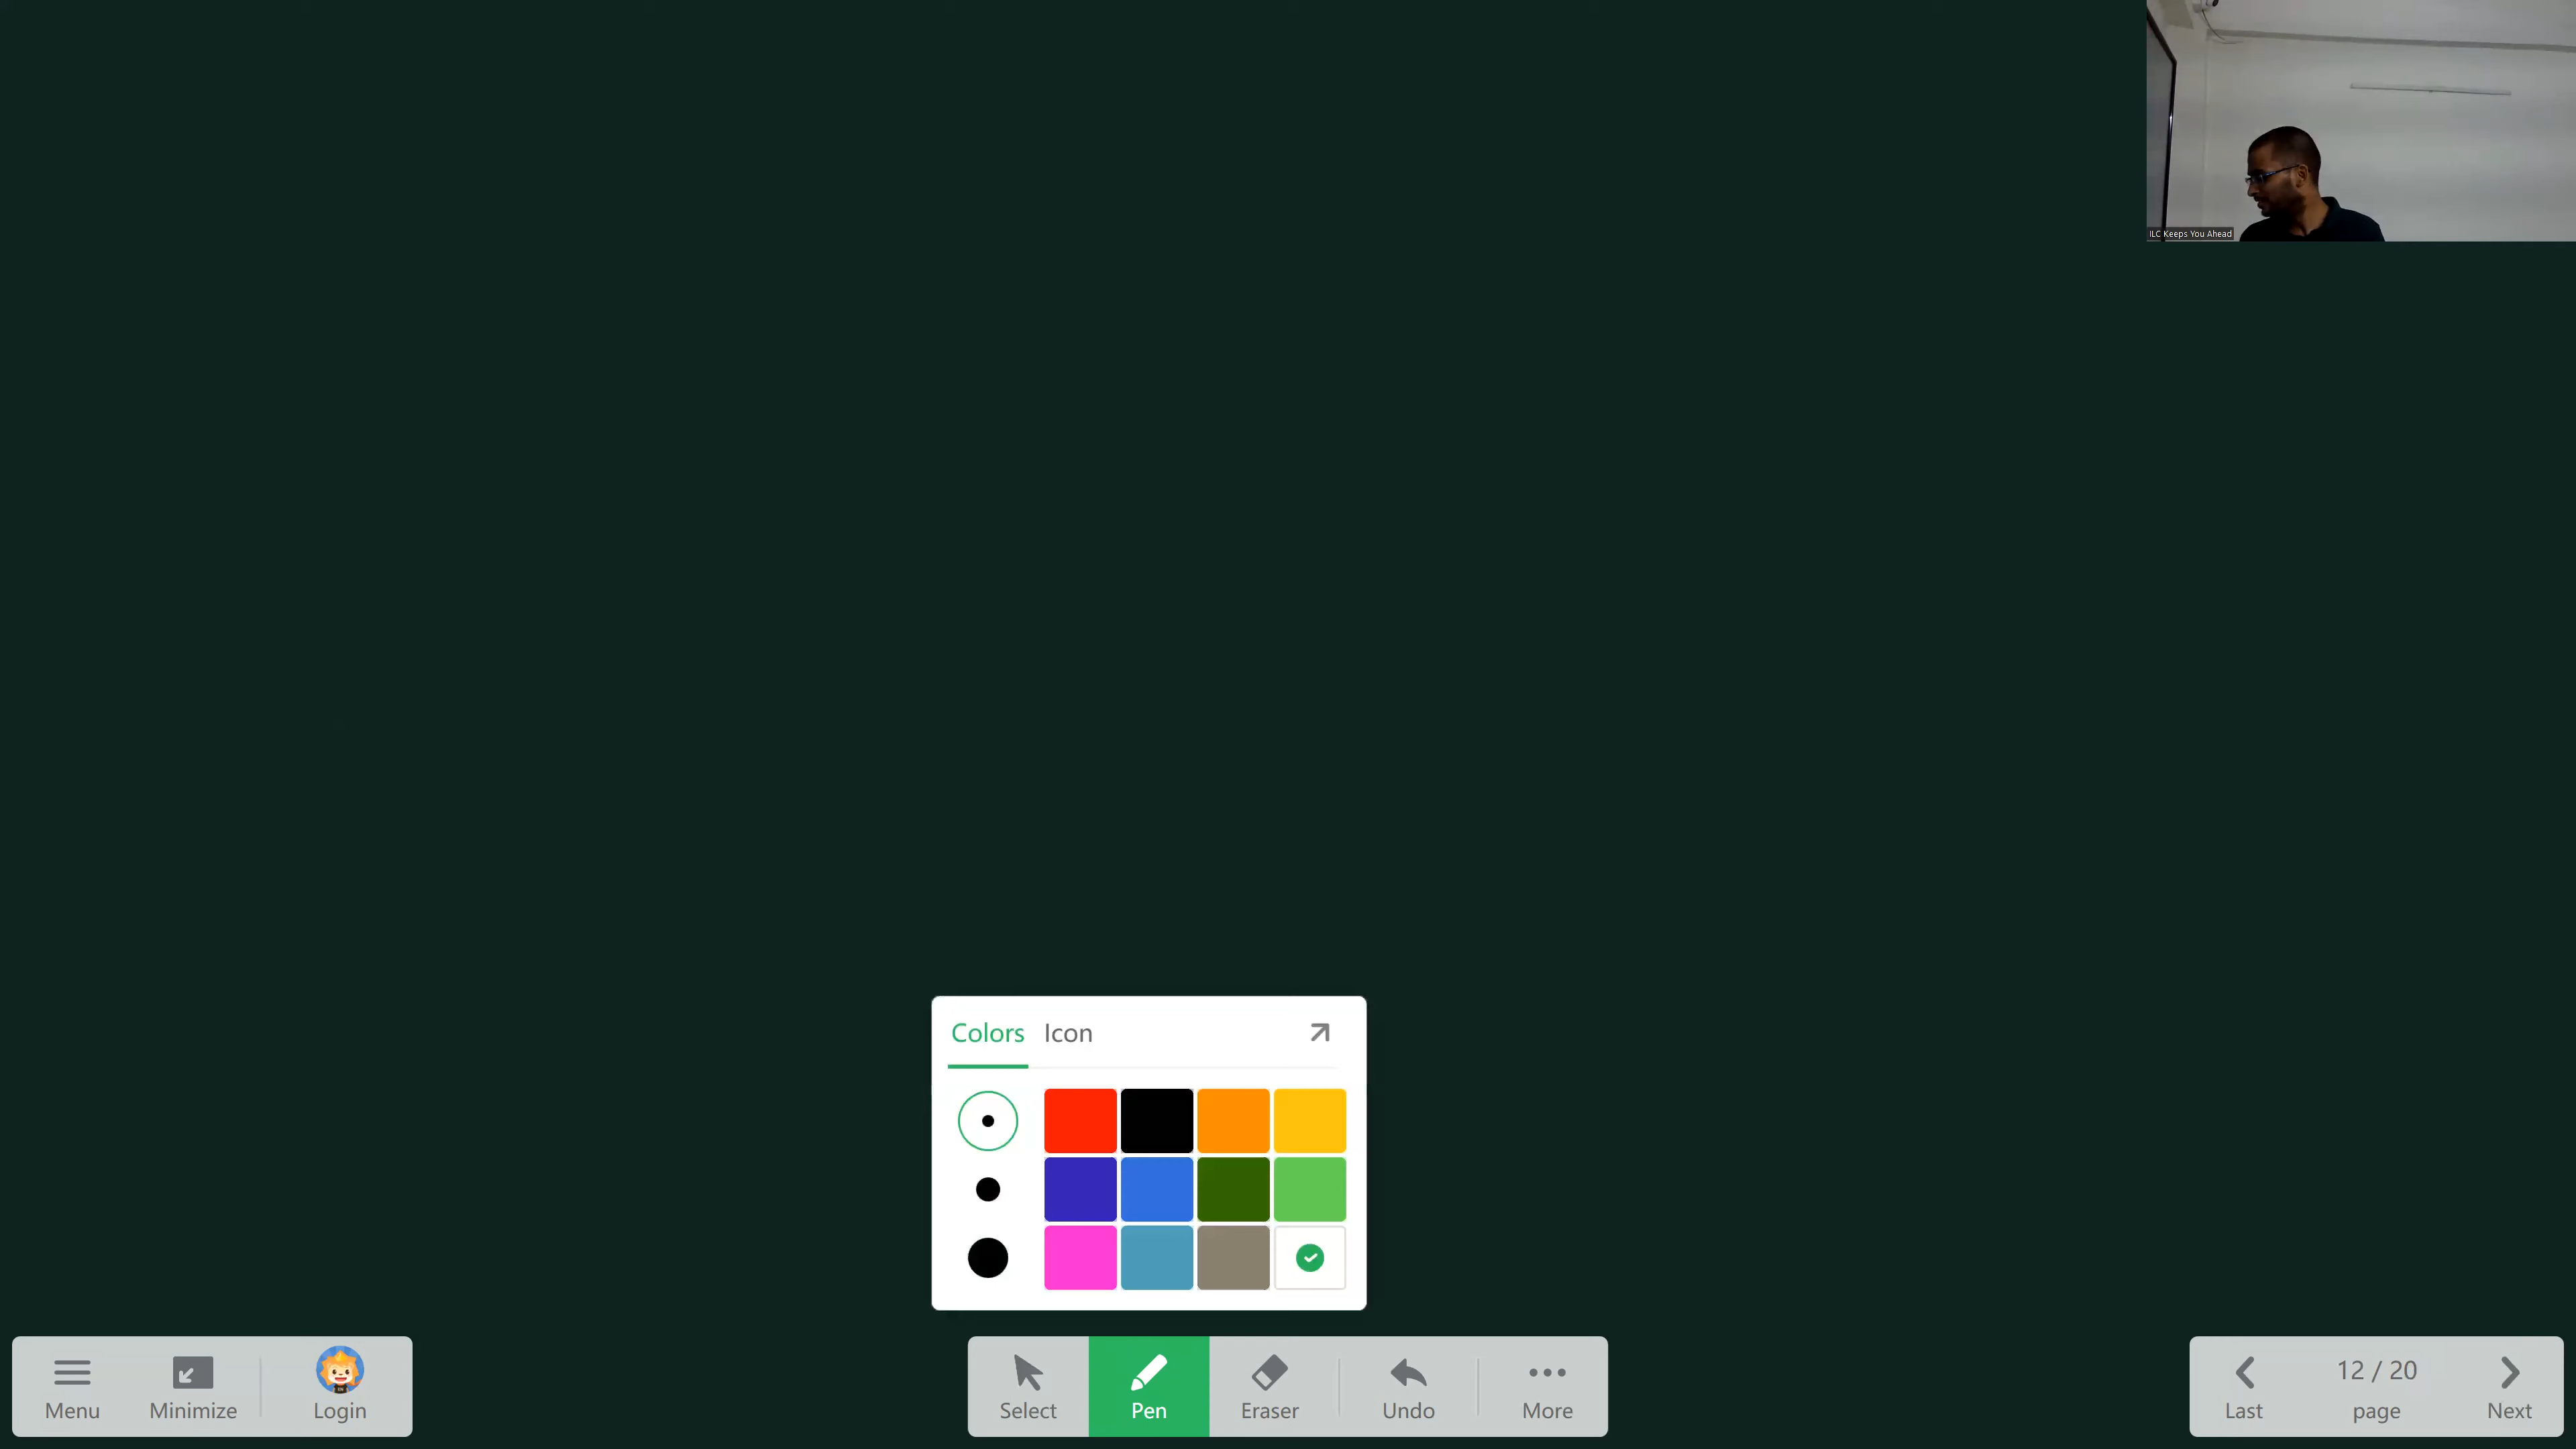 ILC Keeps You Ahead
Colors Icon
Menu Minimize Login
Select Pen Eraser Undo More
12 / 20
Last page Next